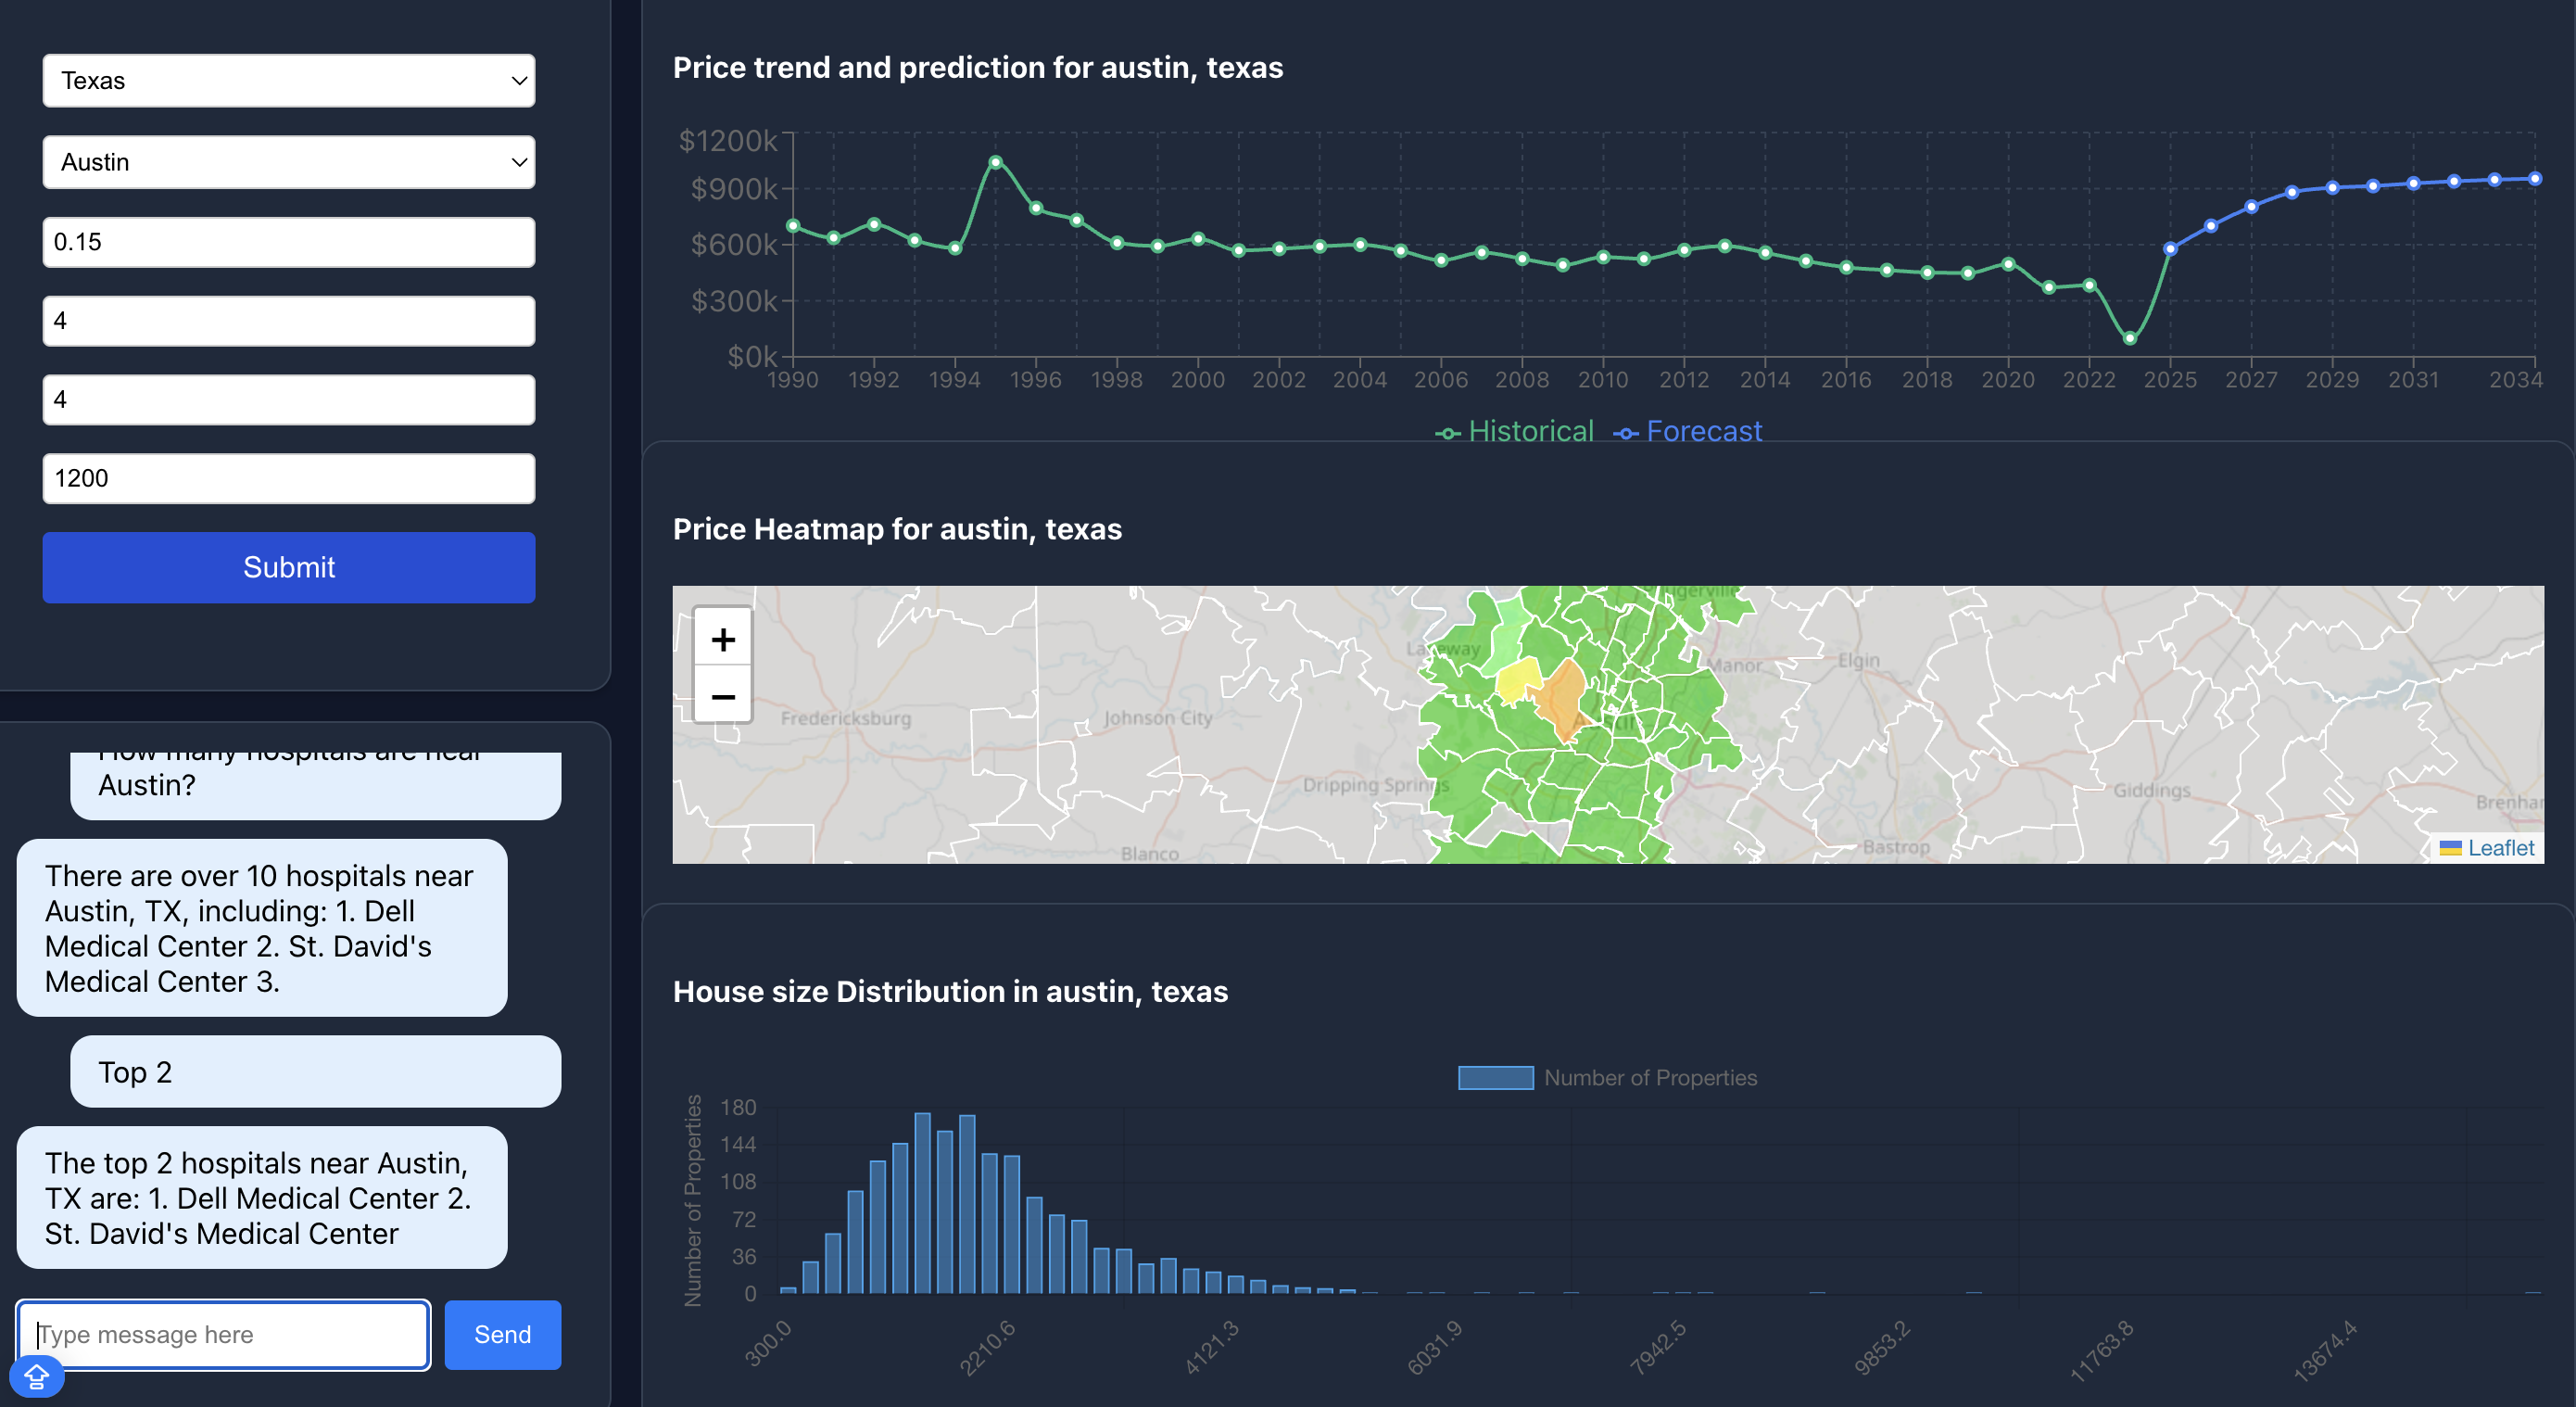 Texas
Austin
0.15
4
4
1200
Submit
How many hospitals are near
Austin?
There are over 10 hospitals near
Austin, TX, including: 1. Dell
Medical Center 2. St. David's
Medical Center 3.
Top 2
The top 2 hospitals near Austin,
TX are: 1. Dell Medical Center 2.
St. David's Medical Center
Type message here
Send
Price trend and prediction for austin, texas
$1200k
$900k
$600k
$300k
$0k
1990 1992 1994 1996 1998 2000 2002 2004 2006 2008 2010 2012 2014 2016 2018 2020 2022 2025 2027 2029 2031 2034
Historical Forecast
Price Heatmap for austin, texas
+
−
Lakeway
Manor
Elgin
Fredericksburg
Johnson City
Austin
Dripping Springs
Giddings
Blanco
Bastrop
Leaflet
House size Distribution in austin, texas
Number of Properties
Number of Properties
180
144
108
72
36
0
300.0 2210.6 4121.3 6031.9 7942.5 9853.2 11763.8 13674.4